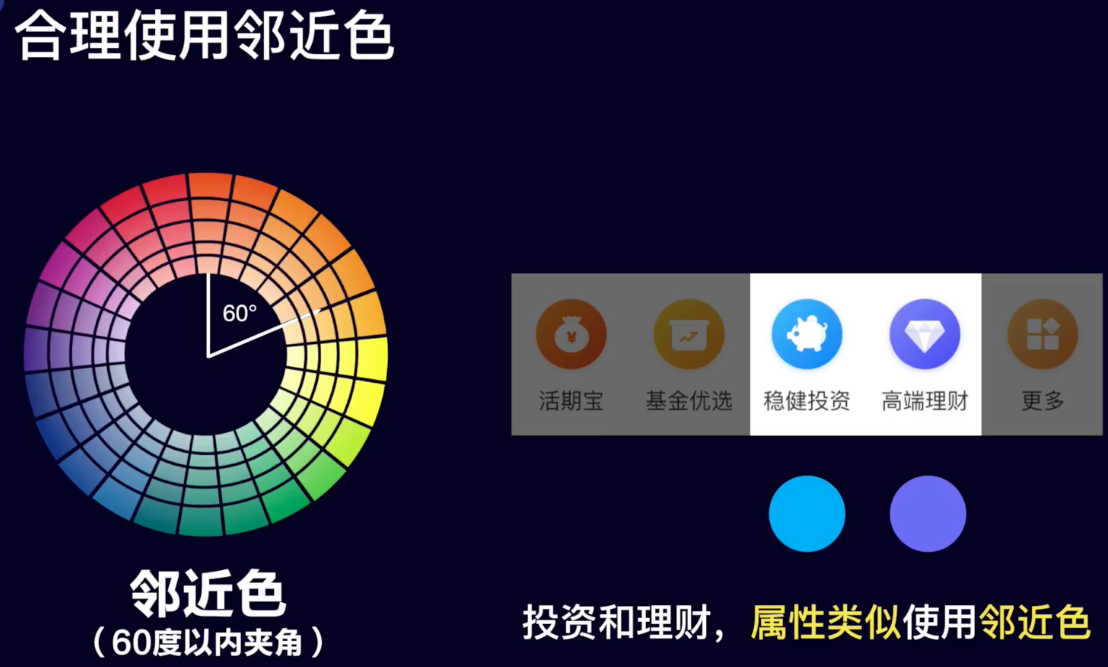 合理使用邻近色
60°
¥
活期宝
基金优选
稳健投资
高端理财
更多
邻近色
（60度以内夹角）
投资和理财，属性类似使用邻近色